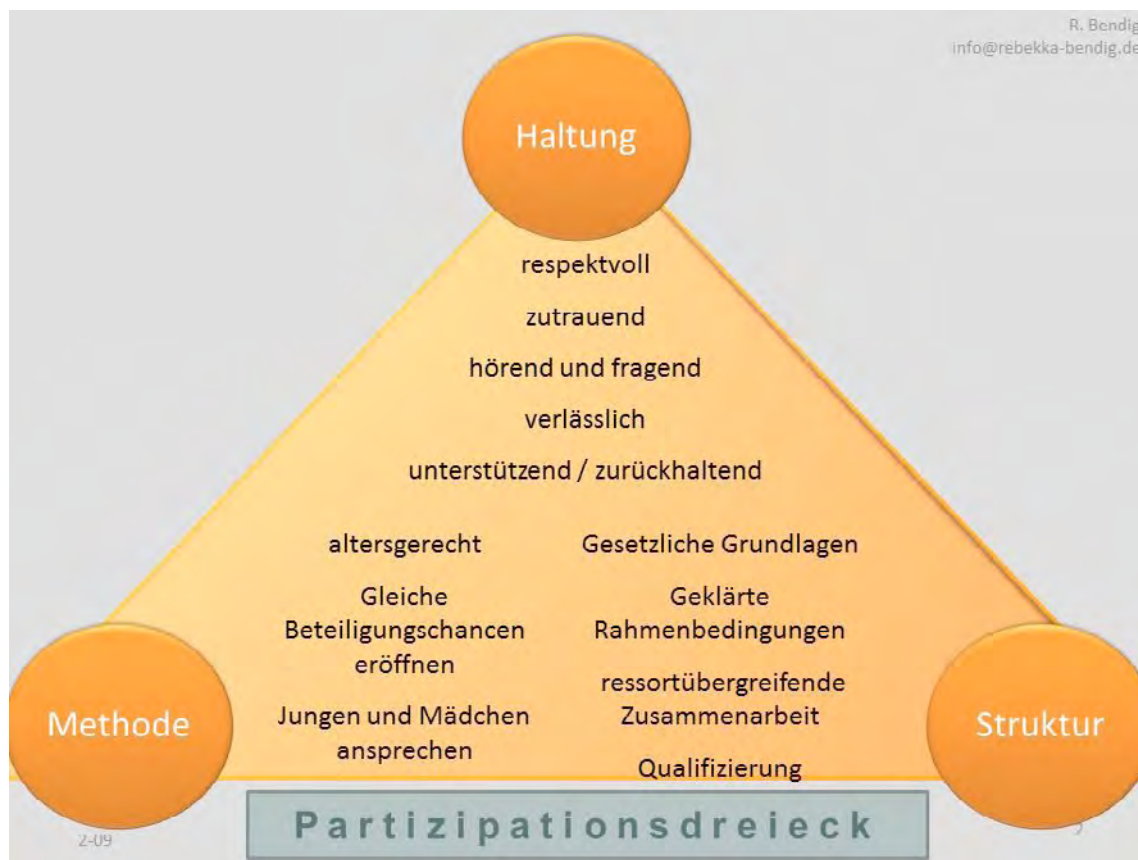 R. Bendig
info@rebekka-bendig.de
Haltung
respektvoll
zutrauend
hörend und fragend
verlässlich
unterstützend / zurückhaltend
altersgerecht
Gleiche
Beteiligungschancen
eröffnen
Jungen und Mädchen
ansprechen
Gesetzliche Grundlagen
Geklärte
Rahmenbedingungen
ressortübergreifende
Zusammenarbeit
Qualifizierung
Methode
Struktur
Partizipationsdreieck
2-09